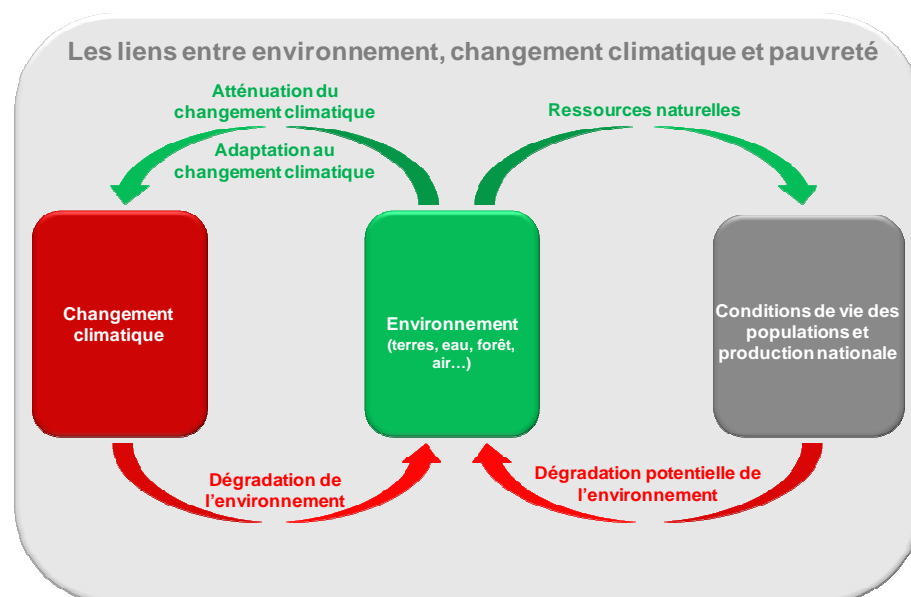 Les liens entre environnement, changement climatique et pauvreté
Atténuation du
changement climatique
Adaptation au
changement climatique
Ressources naturelles
Changement
climatique
Environnement
(terres, eau, forêt,
air…)
Conditions de vie des
populations et
production nationale
Dégradation de
l’environnement
Dégradation potentielle de
l’environnement